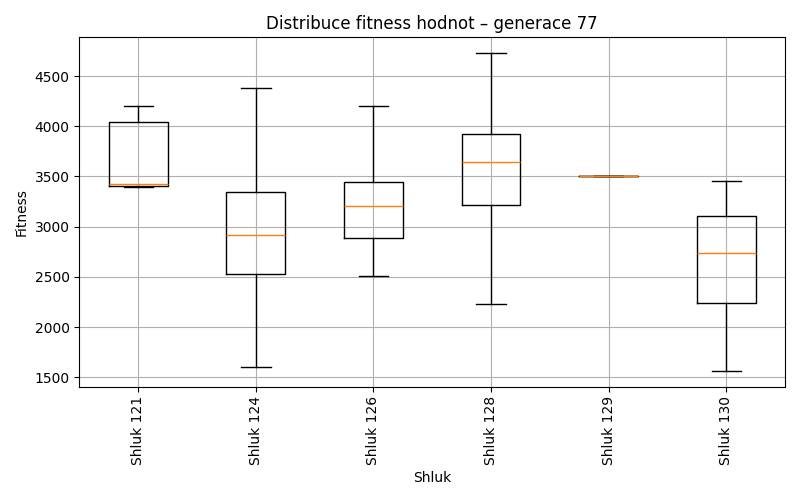 Distribuce fitness hodnot – generace 77
Fitness
4500
4000
3500
3000
2500
2000
1500
Shluk 121
Shluk 124
Shluk 126
Shluk 128
Shluk 129
Shluk 130
Shluk